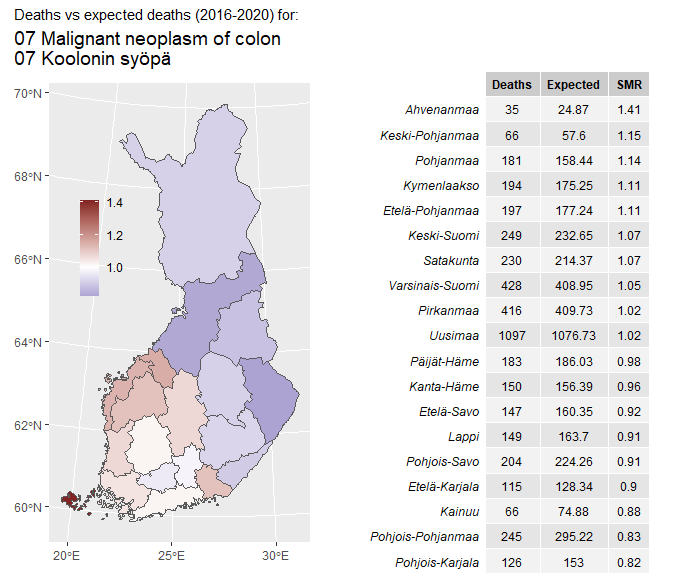 Deaths vs expected deaths (2016-2020) for:
07 Malignant neoplasm of colon
07 Koolonin syöpä
70°N
68°N
66°N
64°N
62°N
60°N
20°E 25°E 30°E
1.4
1.2
1.0
Deaths Expected SMR
Ahvenanmaa 35 24.87 1.41
Keski-Pohjanmaa 66 57.6 1.15
Pohjanmaa 181 158.44 1.14
Kymenlaakso 194 175.25 1.11
Etelä-Pohjanmaa 197 177.24 1.11
Keski-Suomi 249 232.65 1.07
Satakunta 230 214.37 1.07
Varsinais-Suomi 428 408.95 1.05
Pirkanmaa 416 409.73 1.02
Uusimaa 1097 1076.73 1.02
Päijät-Häme 183 186.03 0.98
Kanta-Häme 150 156.39 0.96
Etelä-Savo 147 160.35 0.92
Lappi 149 163.7 0.91
Pohjois-Savo 204 224.26 0.91
Etelä-Karjala 115 128.34 0.9
Kainuu 66 74.88 0.88
Pohjois-Pohjanmaa 245 295.22 0.83
Pohjois-Karjala 126 153 0.82